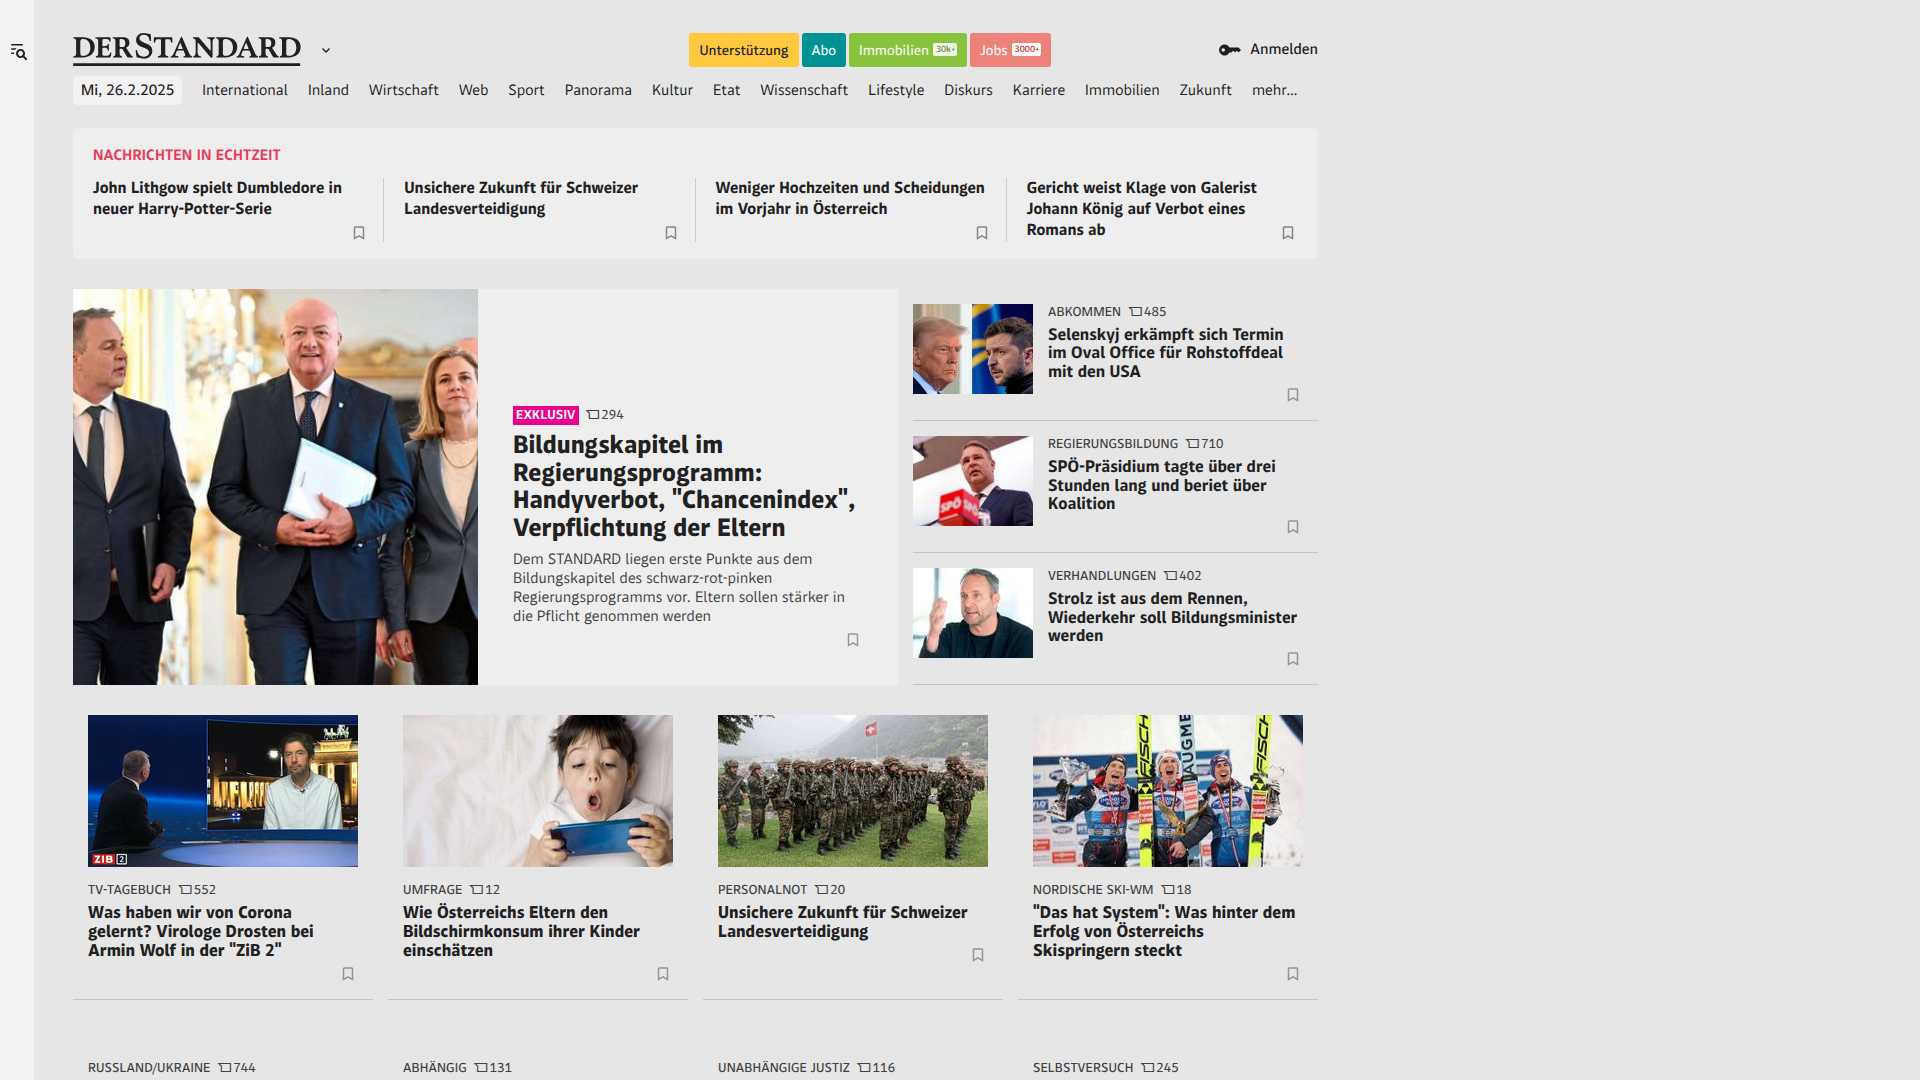 DERSTANDARD
Unterstützung
Abo
Immobilien 30k+
Jobs 3000+
Anmelden
Mi, 26.2.2025
International
Inland
Wirtschaft
Web
Sport
Panorama
Kultur
Etat
Wissenschaft
Lifestyle
Diskurs
Karriere
Immobilien
Zukunft
mehr...
NACHRICHTEN IN ECHTZEIT
John Lithgow spielt Dumbledore in
neuer Harry-Potter-Serie
Unsichere Zukunft für Schweizer
Landesverteidigung
Weniger Hochzeiten und Scheidungen
im Vorjahr in Österreich
Gericht weist Klage von Galerist
Johann König auf Verbot eines
Romans ab
EXKLUSIV 294
Bildungskapitel im
Regierungsprogramm:
Handyverbot, "Chancenindex",
Verpflichtung der Eltern
Dem STANDARD liegen erste Punkte aus dem
Bildungskapitel des schwarz-rot-pinken
Regierungsprogramms vor. Eltern sollen stärker in
die Pflicht genommen werden
ABKOMMEN 485
Selenskyj erkämpft sich Termin
im Oval Office für Rohstoffdeal
mit den USA
SPÖ SPÖ
REGIERUNGSBILDUNG 710
SPÖ-Präsidium tagte über drei
Stunden lang und beriet über
Koalition
VERHANDLUNGEN 402
Strolz ist aus dem Rennen,
Wiederkehr soll Bildungsminister
werden
ZIB 2
TV-TAGEBUCH 552
Was haben wir von Corona
gelernt? Virologe Drosten bei
Armin Wolf in der "ZiB 2"
UMFRAGE 12
Wie Österreichs Eltern den
Bildschirmkonsum ihrer Kinder
einschätzen
PERSONALNOT 20
Unsichere Zukunft für Schweizer
Landesverteidigung
FISCH
AUGME
FISCH
NORDISCHE SKI-WM 18
"Das hat System": Was hinter dem
Erfolg von Österreichs
Skispringern steckt
RUSSLAND/UKRAINE 744
ABHÄNGIG 131
UNABHÄNGIGE JUSTIZ 116
SELBSTVERSUCH 245